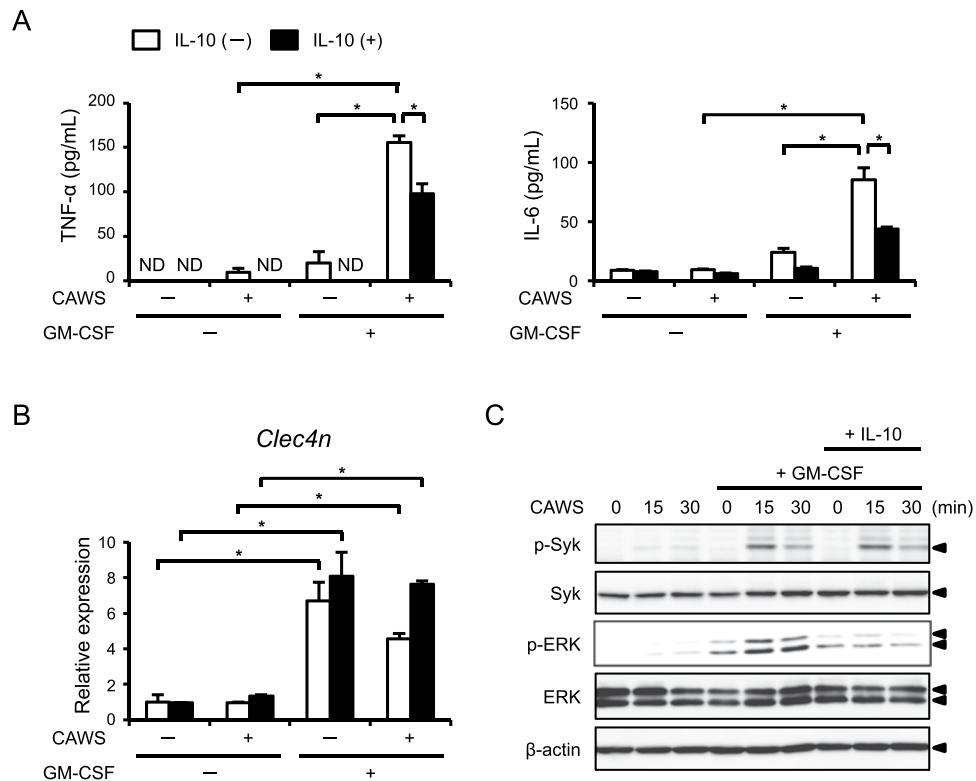 A
IL-10 (−) IL-10 (+)
* * *
TNF-α (pg/mL)
200
150
100
50
0
ND ND ND ND
CAWS − + − +
GM-CSF − +
* * *
IL-6 (pg/mL)
150
100
50
0
CAWS − + − +
GM-CSF − +
B
Clec4n
* * * *
Relative expression
10
8
6
4
2
0
CAWS − + − +
GM-CSF − +
C
+ IL-10
+ GM-CSF
CAWS 0 15 30 0 15 30 0 15 30 (min)
p-Syk
Syk
p-ERK
ERK
β-actin